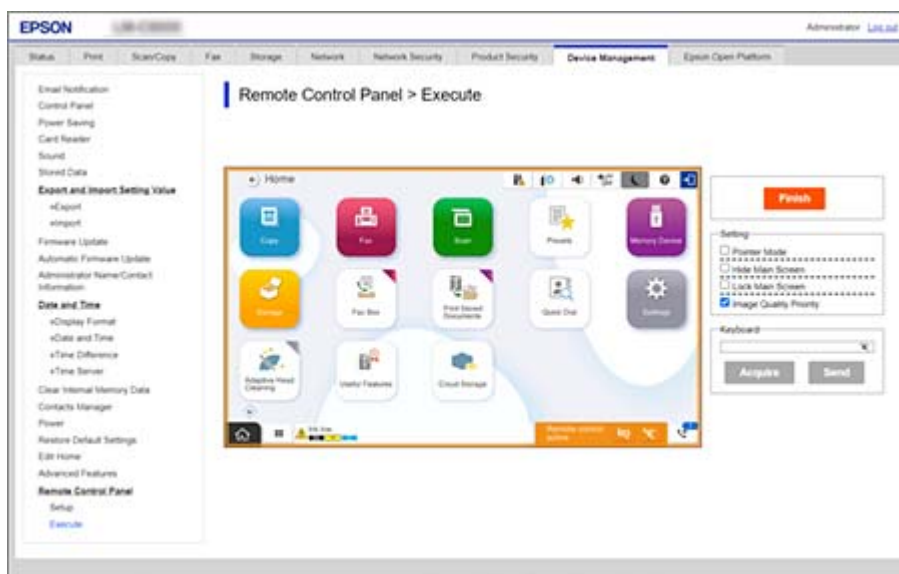 EPSON
Administrator Log out
Status Print Scan/Copy Fax Storage Network Network Security Product Security Device Management Epson Open Platform
Email Notification
Control Panel
Power Saving
Card Reader
Sound
Stored Data
Export and Import Setting Value
»Export
»Import
Firmware Update
Automatic Firmware Update
Administrator Name/Contact
Information
Date and Time
»Display Format
»Date and Time
»Time Difference
»Time Server
Clear Internal Memory Data
Contacts Manager
Power
Restore Default Settings
Edit Home
Advanced Features
Remote Control Panel
Setup
Execute
Remote Control Panel > Execute
Home
Copy Fax Scan Presets Memory Device
Storage Fax Box Print Saved Documents Quick Dial Settings
Adaptive Head Cleaning Useful Features Cloud Storage
Remote control
active
Finish
Setting
Pointer Mode
Hide Main Screen
Lock Main Screen
Image Quality Priority
Keyboard
Acquire Send